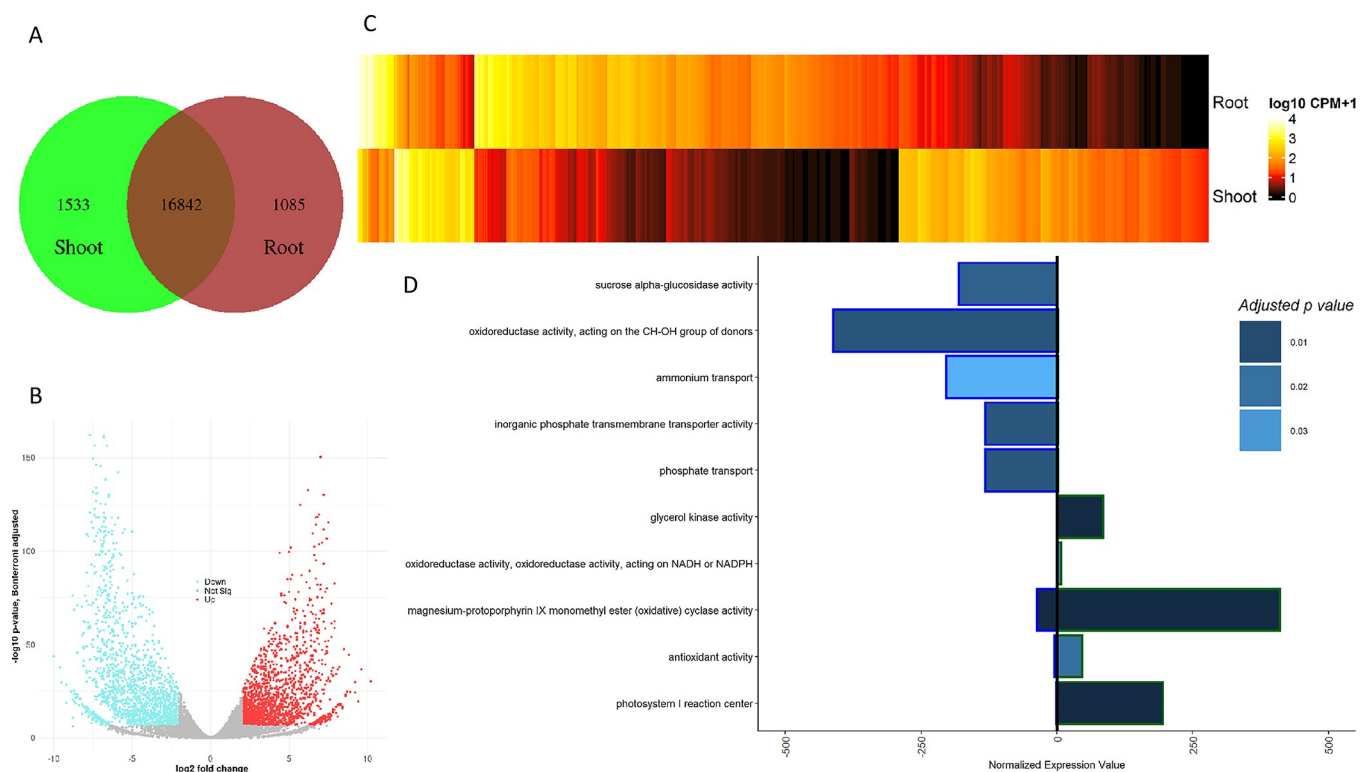 A
1533
16842
1085
Shoot
Root
B
150
100
50
0
-log10 p-value, Bonterroni adjusted
Down
Not Sig
Up
-10
-5
0
5
10
log2 fold change
C
Root
Shoot
log10 CPM+1
4
3
2
1
0
D
sucrose alpha-glucosidase activity
oxidoreductase activity, acting on the CH-OH group of donors
ammonium transport
inorganic phosphate transmembrane transporter activity
phosphate transport
glycerol kinase activity
oxidoreductase activity, oxidoreductase activity, acting on NADH or NADPH
magnesium-protoporphyrin IX monomethyl ester (oxidative) cyclase activity
antioxidant activity
photosystem I reaction center
-500
-250
0
250
500
Normalized Expression Value
Adjusted p value
0.01
0.02
0.03